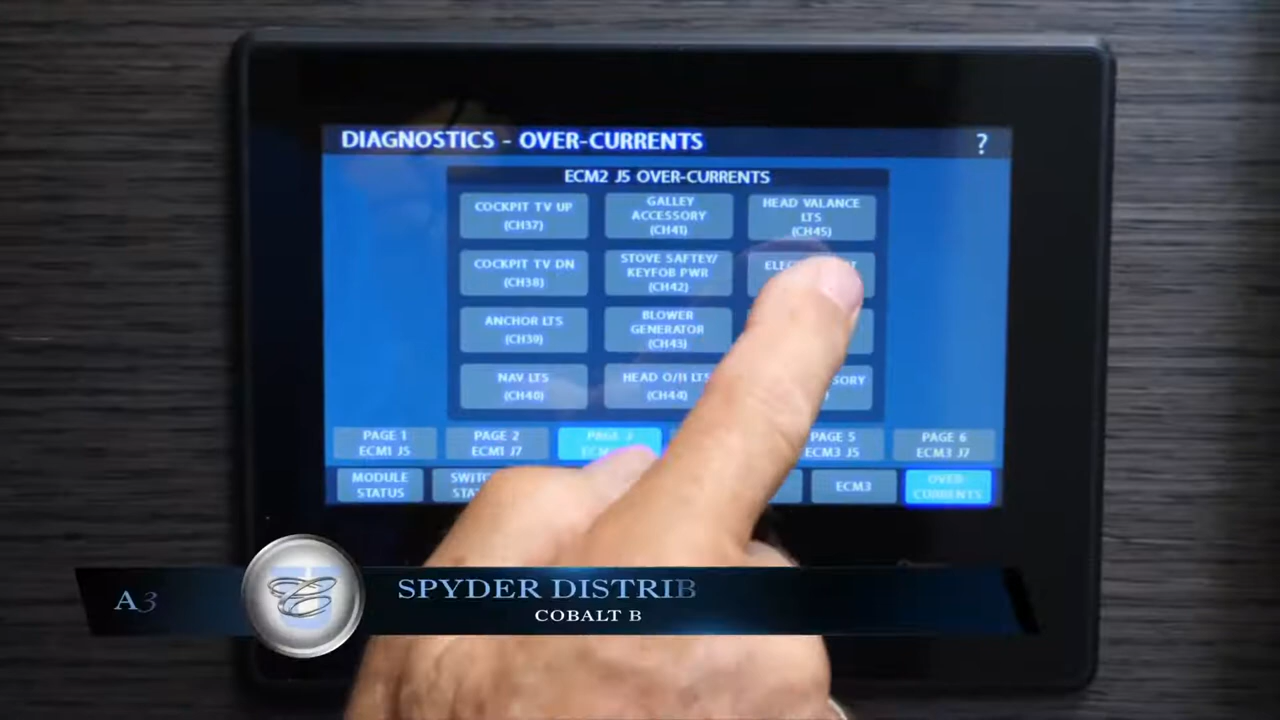 DIAGNOSTICS - OVER-CURRENTS ?
ECM2 J5 OVER-CURRENTS
COCKPIT TV UP
(CH37)
GALLEY
ACCESSORY
(CH41)
HEAD VALANCE
LTS
(CH45)
COCKPIT TV DN
(CH38)
STOVE SAFTEY/
KEYFOB PWR
(CH42)
ANCHOR LTS
(CH39)
BLOWER
GENERATOR
(CH43)
NAV LTS
(CH40)
HEAD O/H LTS
(CH44)
PAGE 1
ECM1 J5
PAGE 2
ECM1 J7
PAGE 3
PAGE 5
ECM3 J5
PAGE 6
ECM3 J7
MODULE
STATUS
ECM3
OVER-
CURRENTS
A3
SPYDER DISTRIB
COBALT B